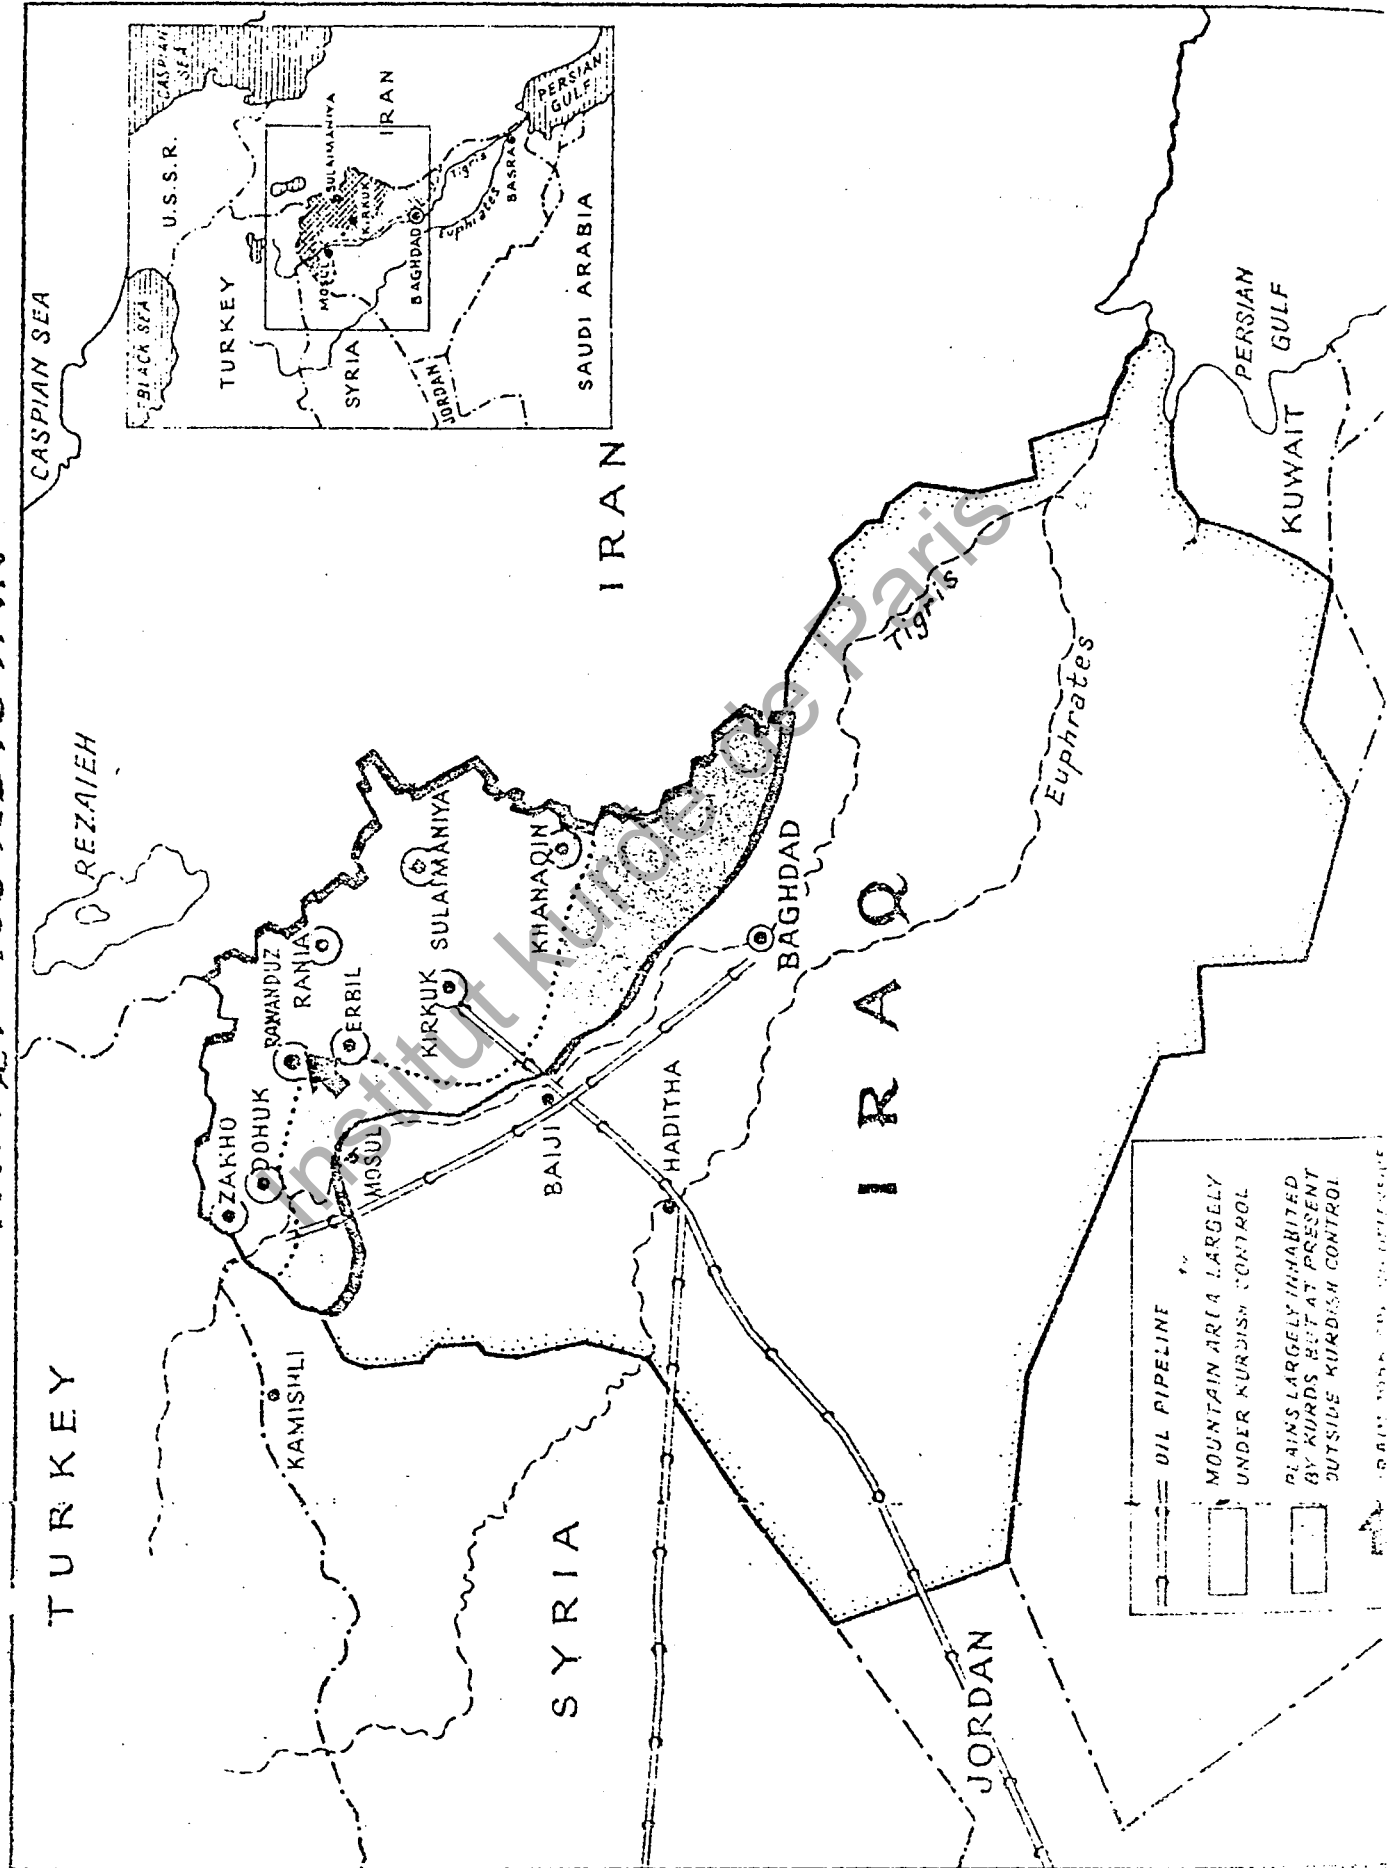 CASPIAN SEA
REZAIEH
TURKEY
IRAN
SYRIA
JORDAN
IRAQ
KUWAIT
PERSIAN
GULF
ZAKHO
DOHUK
RAWANDUZ
RANIA
ERBIL
KIRKUK
SULAIMANIYA
KHANAQIN
MOSUL
KAMISHLI
BAIJI
HADITHA
BAGHDAD
Tigris
Euphrates
CASPIAN
SEA
U.S.S.R.
BLACK SEA
TURKEY
IRAN
SULAIMANIYA
KIRKUK
MOSUL
BAGHDAD
SYRIA
JORDAN
Tigris
Euphrates
BASRA
PERSIAN
GULF
SAUDI ARABIA
OIL PIPELINE
MOUNTAIN AREA LARGELY
UNDER KURDISH CONTROL
PLAINS LARGELY INHABITED
BY KURDS BUT AT PRESENT
OUTSIDE KURDISH CONTROL
Institut kurde de Paris